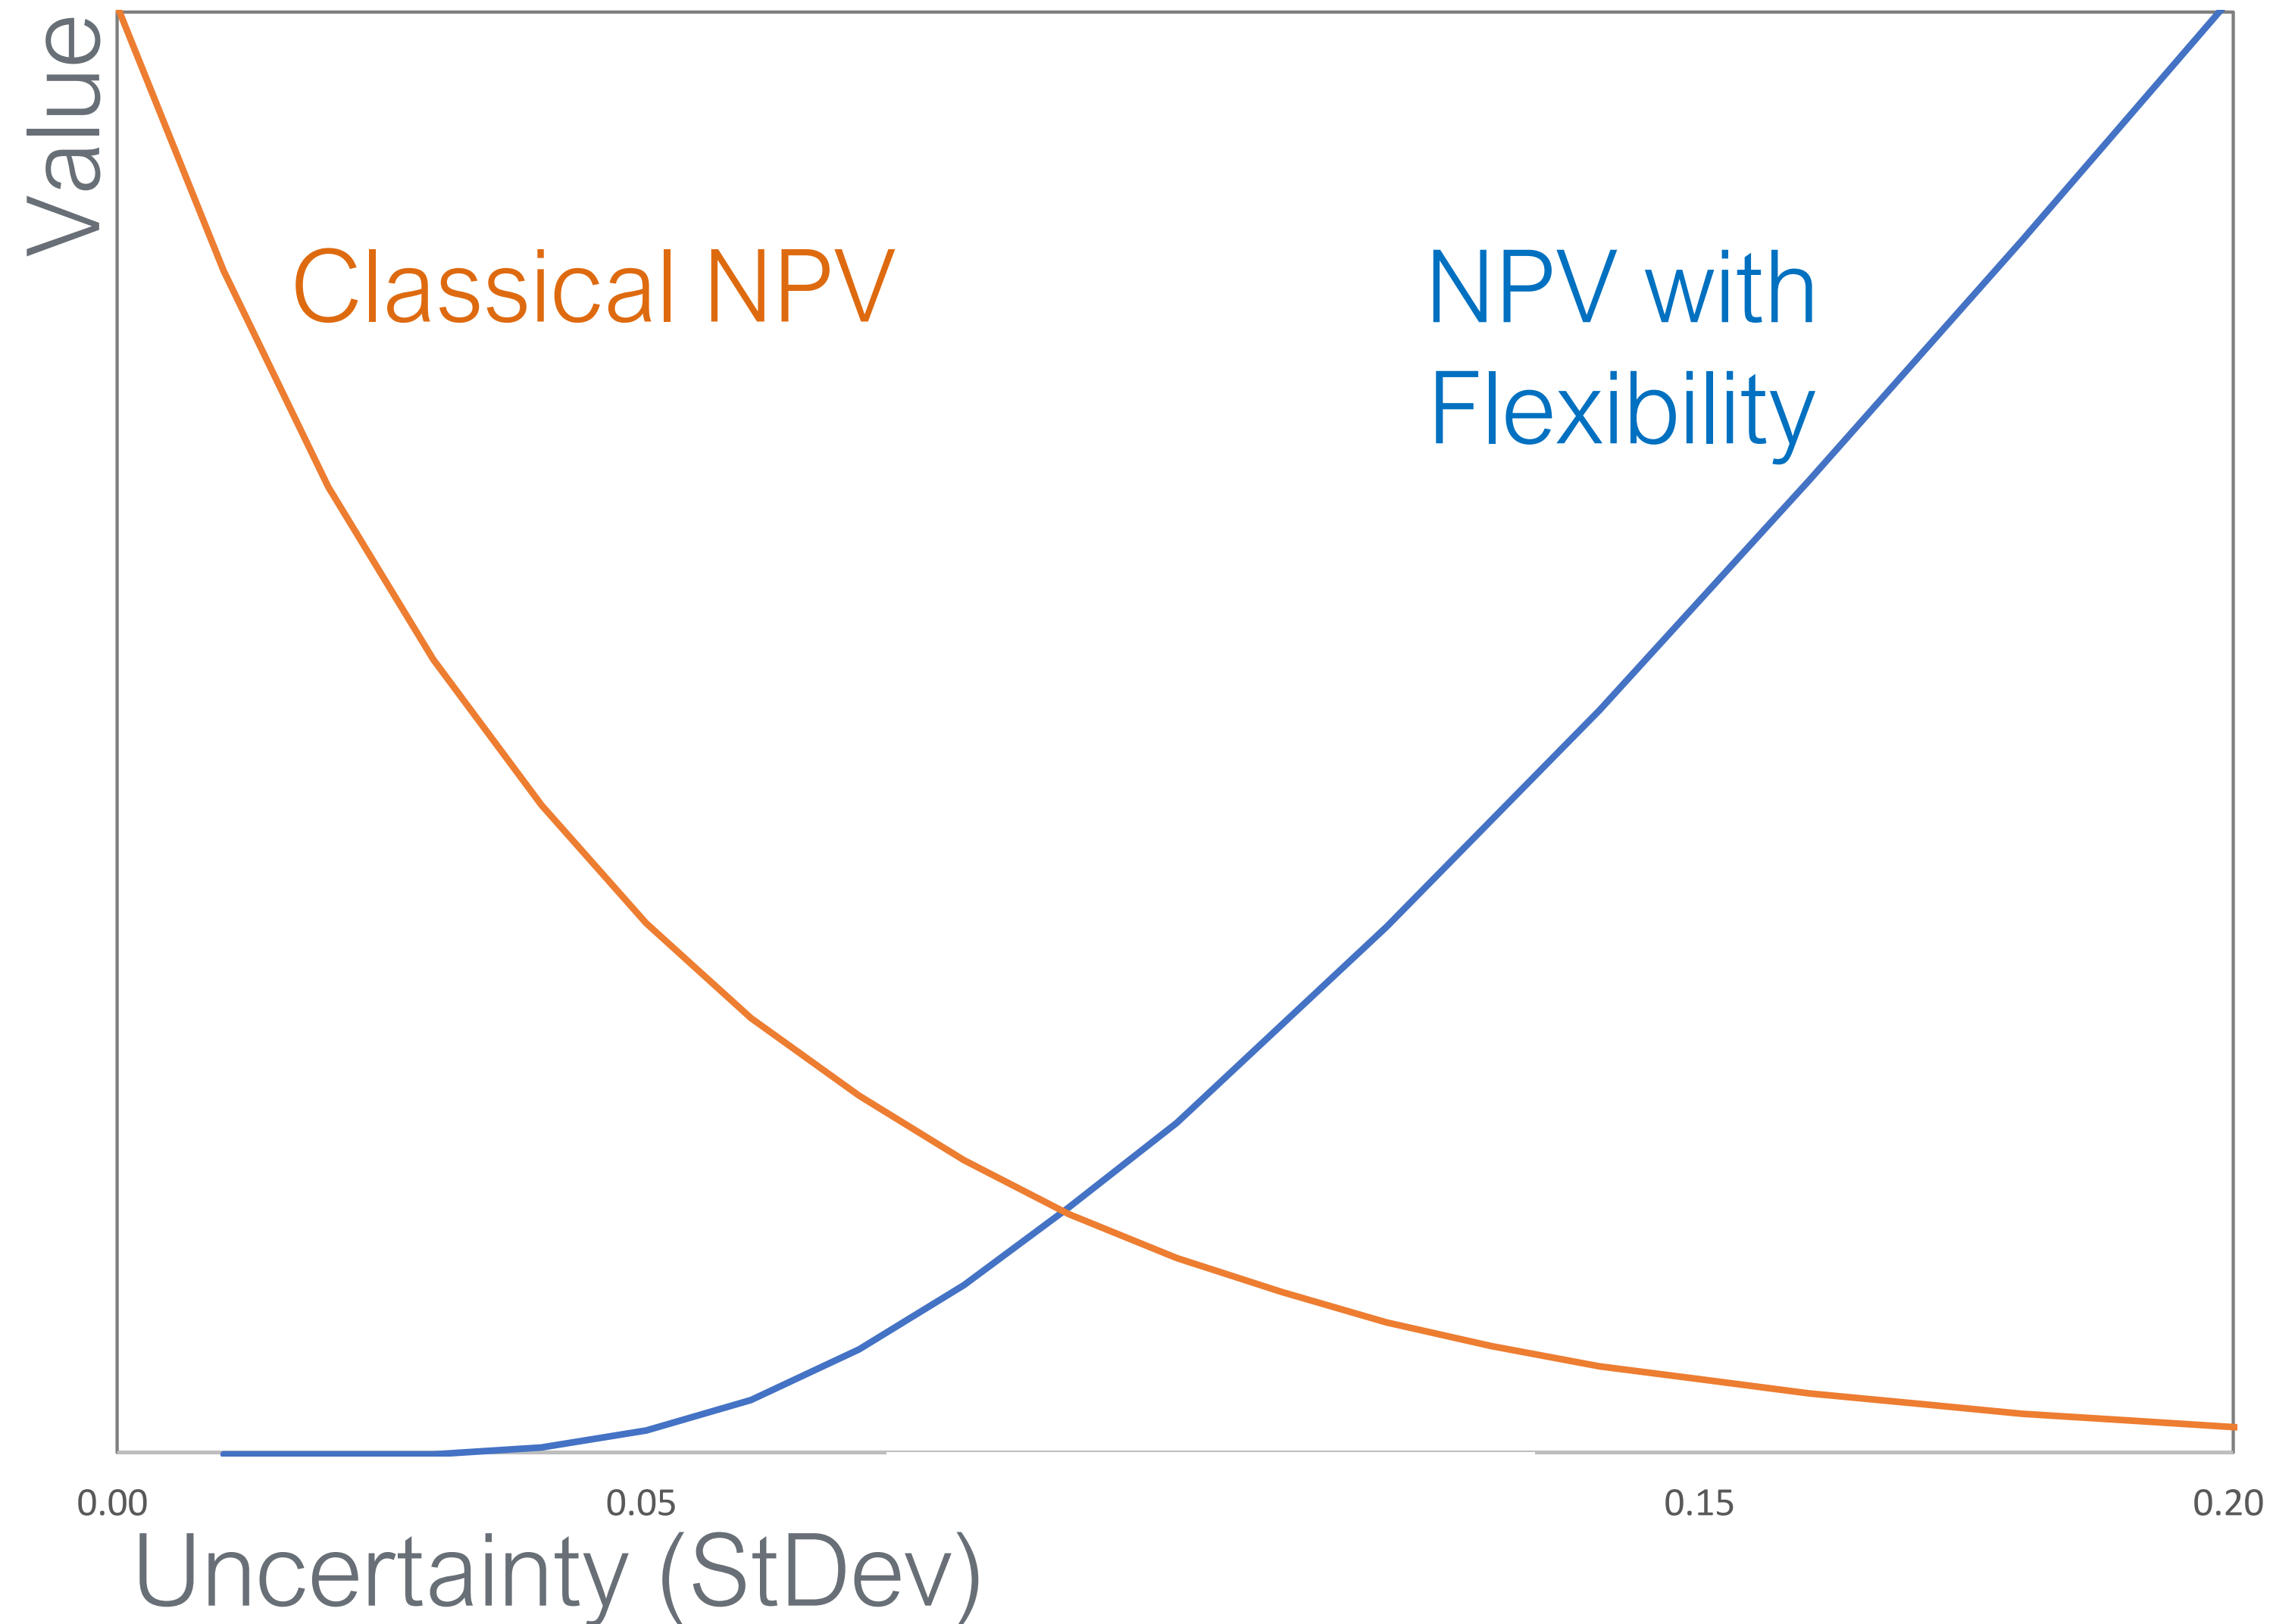 Value
Classical NPV
NPV with
Flexibility
0.00
0.05
0.15
0.20
Uncertainty (StDev)